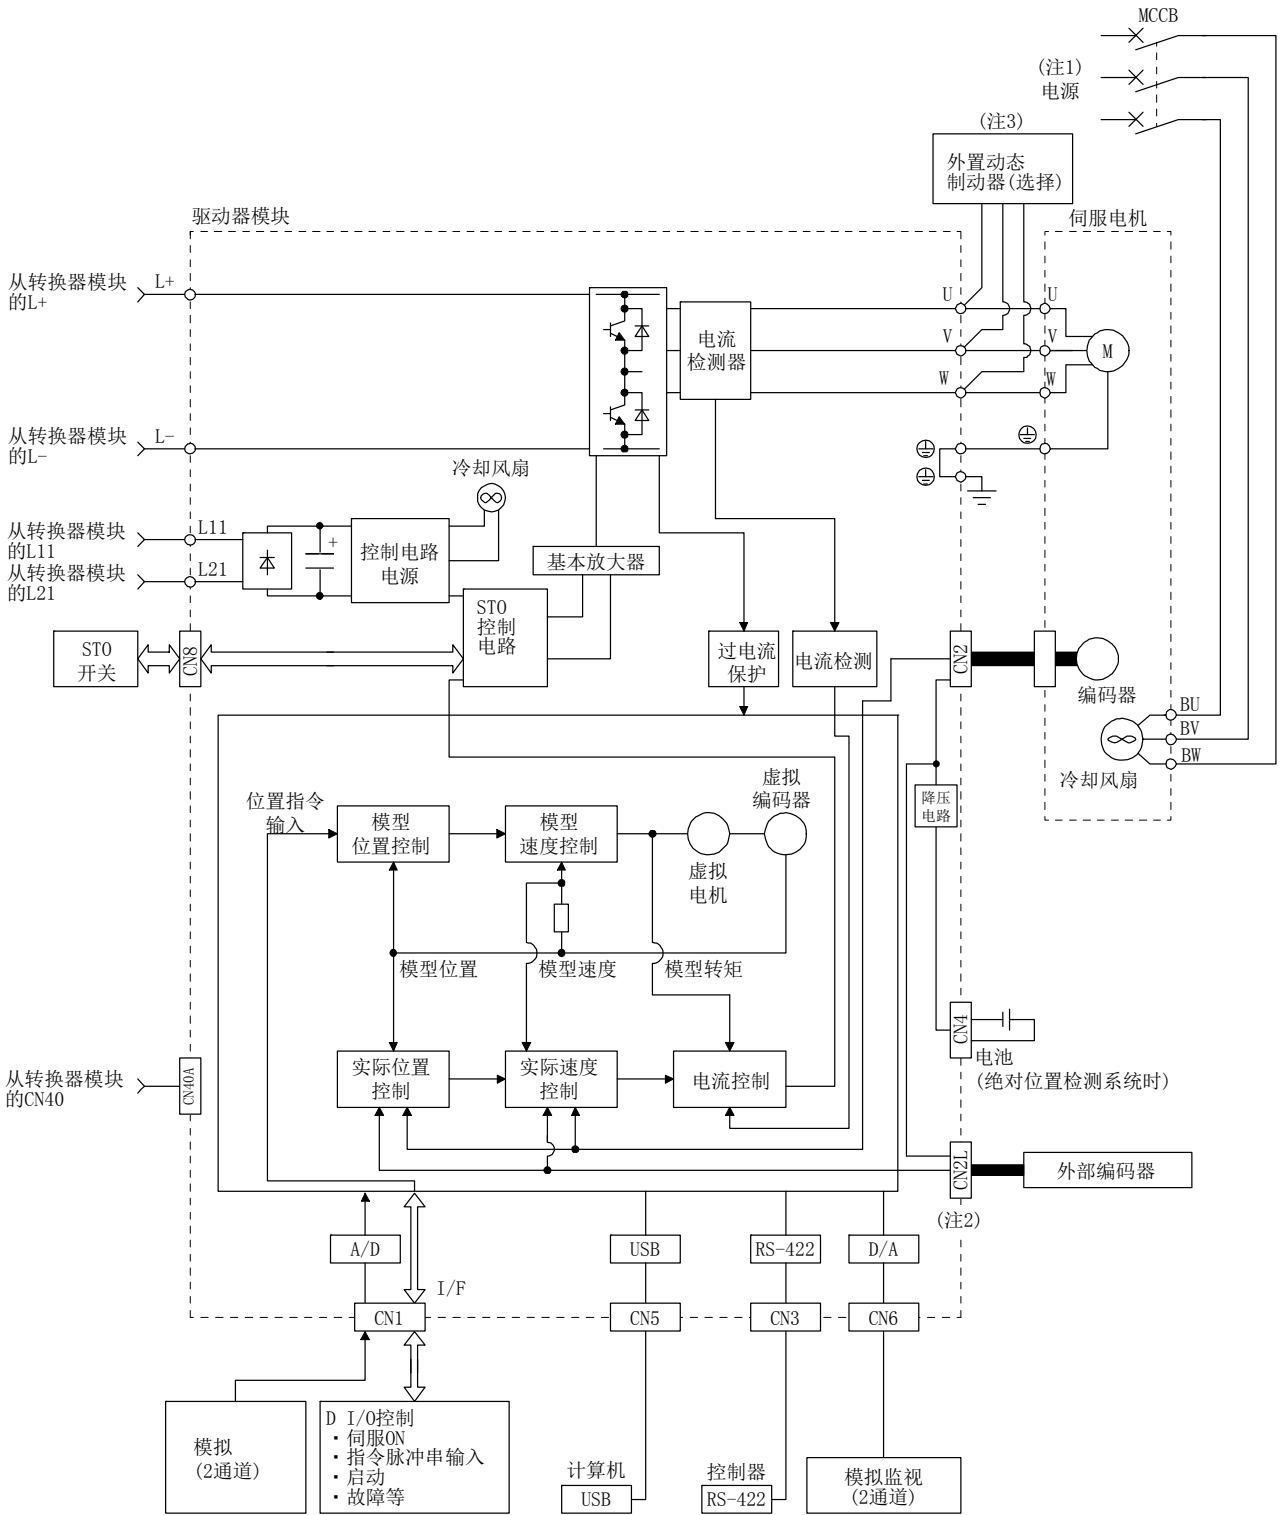 MCCB
(注1)
电源
(注3)
外置动态
制动器(选择)
驱动器模块
伺服电机
从转换器模块
的L+
L+
U
U
V
V
W
W
电流
检测器
M
从转换器模块
的L-
L-
冷却风扇
从转换器模块
的L11
L11
从转换器模块
的L21
L21
+
控制电路
电源
基本放大器
STO
控制
电路
STO
开关
CN8
过电流
保护
电流检测
CN2
编码器
BU
BV
BW
冷却风扇
降压
电路
位置指令
输入
模型
位置控制
模型
速度控制
虚拟
编码器
虚拟
电机
模型位置
模型速度
模型转矩
CN4
电池
(绝对位置检测系统时)
从转换器模块
的CN40
CN40A
实际位置
控制
实际速度
控制
电流控制
CN2L
外部编码器
(注2)
A/D
USB
RS-422
D/A
I/F
CN1
CN5
CN3
CN6
模拟
(2通道)
D I/O控制
・伺服ON
・指令脉冲串输入
・启动
・故障等
计算机
USB
控制器
RS-422
模拟监视
(2通道)